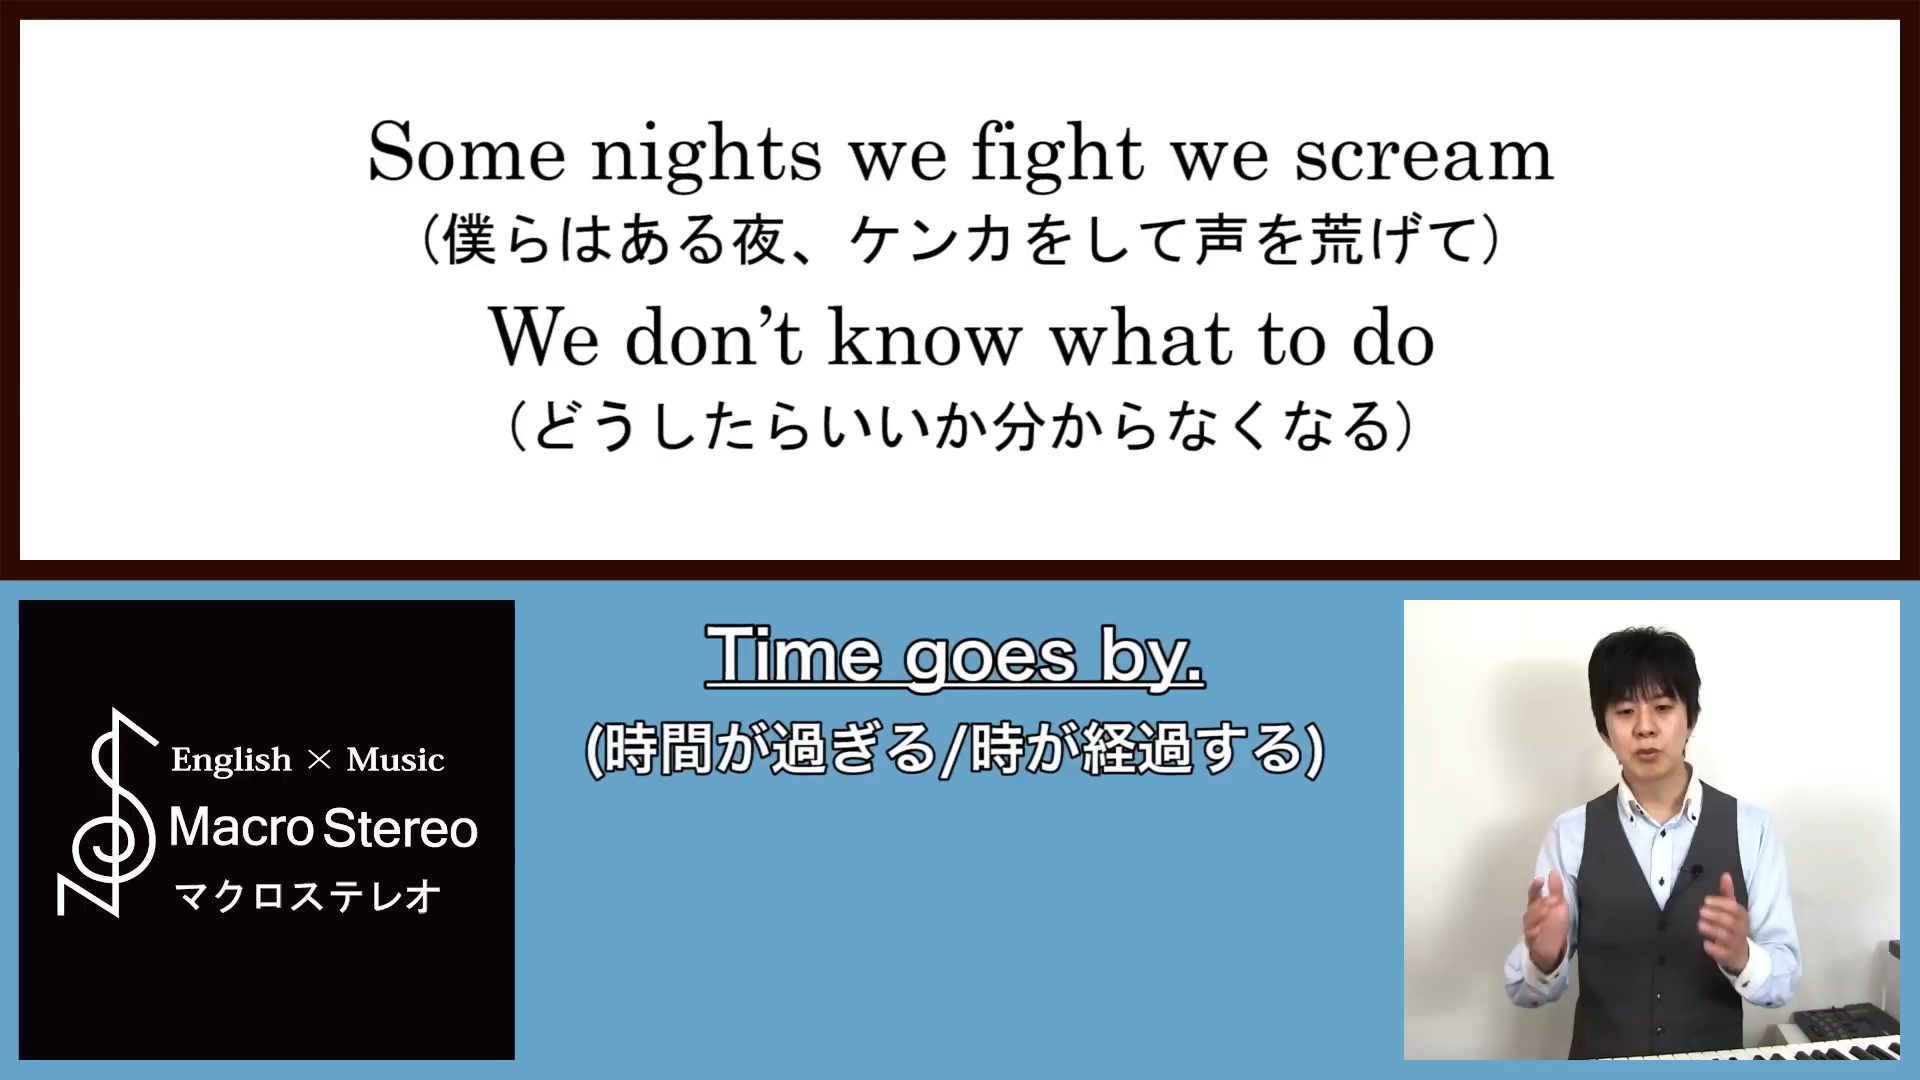 Some nights we fight we scream
（僕らはある夜、ケンカをして声を荒げて）
We don’t know what to do
（どうしたらいいか分からなくなる）
Time goes by.
(時間が過ぎる/時が経過する)
English × Music
Macro Stereo
マクロステレオ